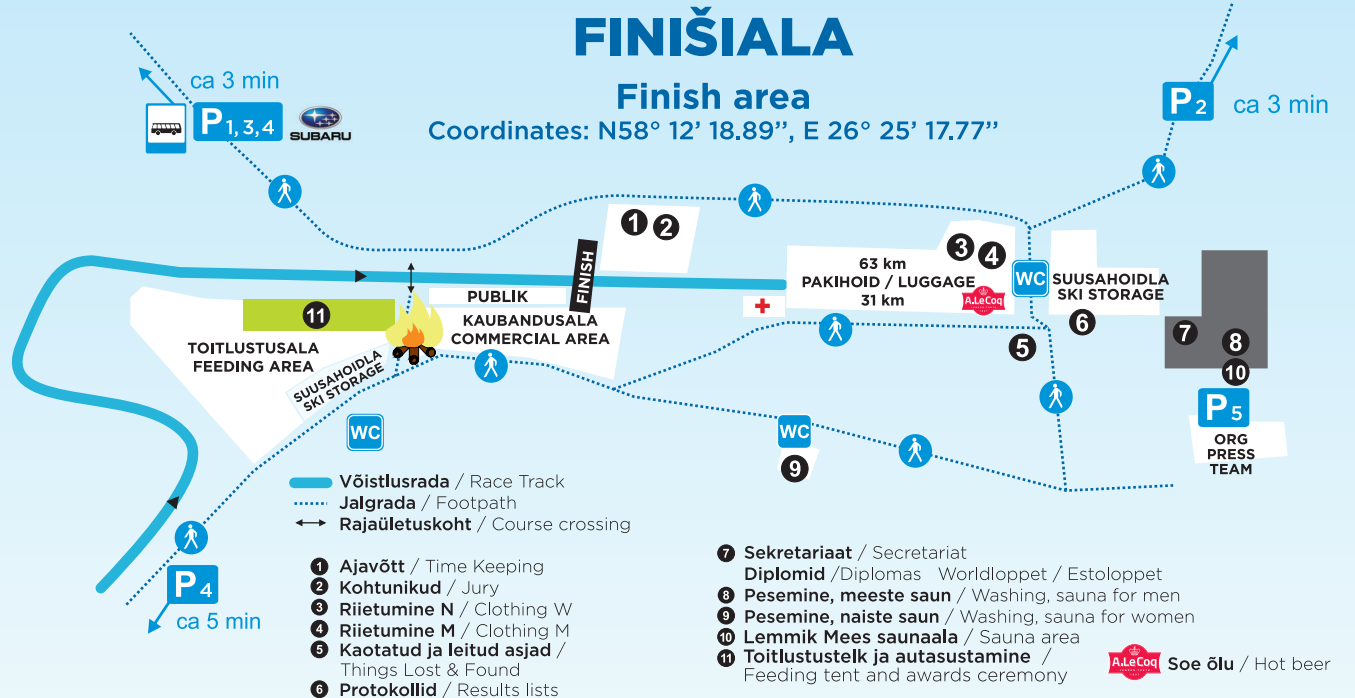 FINIŠIALA
Finish area
Coordinates: N58° 12’ 18.89’’, E 26° 25’ 17.77’’
ca 3 min
P 1, 3, 4
SUBARU
P 2
ca 3 min
1
2
FINISH
3
4
63 km
PAKIHOID / LUGGAGE
31 km
A.LeCoq
WC
SUUSAHOIDLA
SKI STORAGE
6
5
7
8
10
P 5
ORG
PRESS
TEAM
PUBLIK
KAUBANDUSALA
COMMERCIAL AREA
11
TOITLUSTUSALA
FEEDING AREA
SUUSAHOIDLA
SKI STORAGE
WC
WC
9
P 4
ca 5 min
Võistlusrada / Race Track
Jalgrada / Footpath
Rajaületuskoht / Course crossing
1 Ajavõtt / Time Keeping
2 Kohtunikud / Jury
3 Riietumine N / Clothing W
4 Riietumine M / Clothing M
5 Kaotatud ja leitud asjad /
Things Lost & Found
6 Protokollid / Results lists
7 Sekretariaat / Secretariat
Diplomid /Diplomas Worldloppet / Estoloppet
8 Pesemine, meeste saun / Washing, sauna for men
9 Pesemine, naiste saun / Washing, sauna for women
10 Lemmik Mees saunaala / Sauna area
11 Toitlustustelk ja autasustamine /
Feeding tent and awards ceremony
A.LeCoq Soe õlu / Hot beer